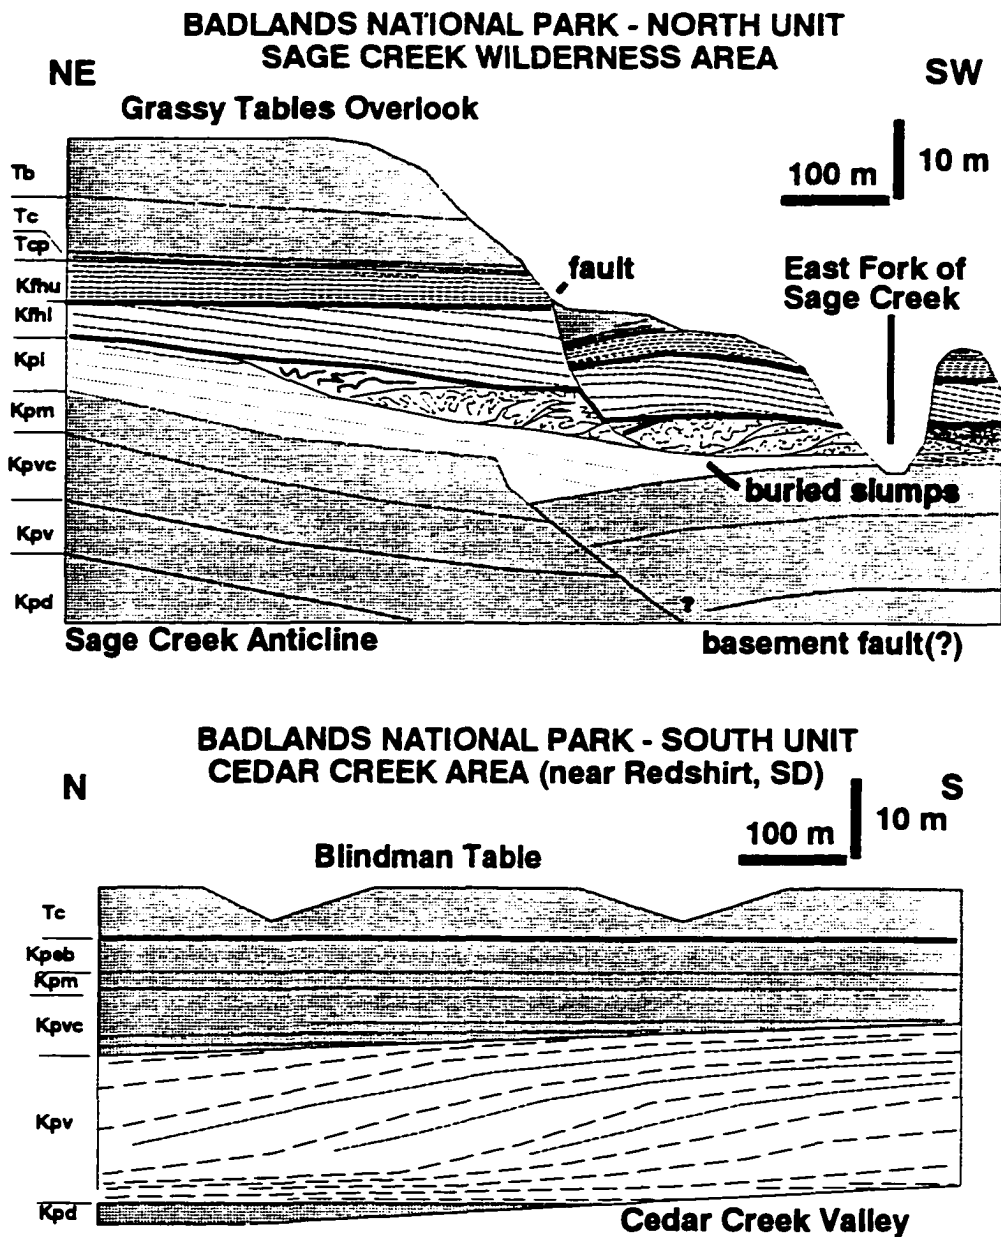 BADLANDS NATIONAL PARK - NORTH UNIT
SAGE CREEK WILDERNESS AREA
NE
SW
Grassy Tables Overlook
100 m
10 m
Tb
Tc
Tcp
Kfhu
Kfhl
Kpl
Kpm
Kpvc
Kpv
Kpd
fault
East Fork of
Sage Creek
buried slumps
?
Sage Creek Anticline
basement fault(?)
BADLANDS NATIONAL PARK - SOUTH UNIT
CEDAR CREEK AREA (near Redshirt, SD)
N
S
100 m
10 m
Blindman Table
Tc
Kpeb
Kpm
Kpvc
Kpv
Kpd
Cedar Creek Valley